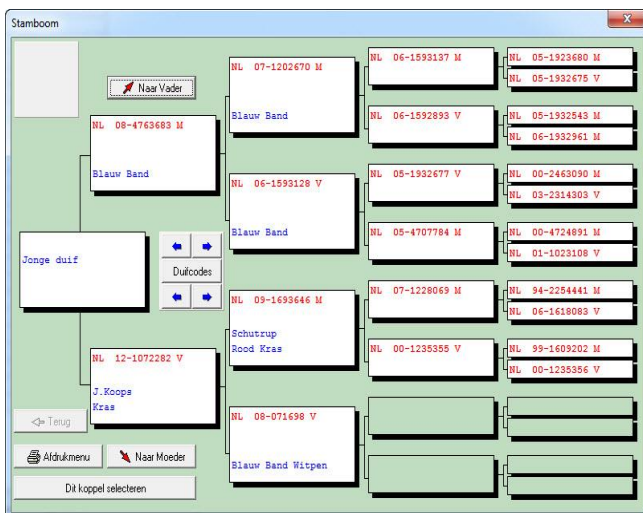 Stamboom
Naar Vader
NL 08-4763683 M
Blauw Band
Jonge duif
NL 12-1072282 V
J.Koops
Kras
Duifcodes
Terug
Afdrukmenu
Naar Moeder
Dit koppel selecteren
NL 07-1202670 M
Blauw Band
NL 06-1593128 V
Blauw Band
NL 09-1693646 M
Schutrup
Rood Kras
NL 08-071698 V
Blauw Band Witpen
NL 06-1593137 M
NL 06-1592893 V
NL 05-1932677 V
NL 05-4707784 M
NL 07-1228069 M
NL 00-1235355 V
NL 05-1923680 M
NL 05-1932675 V
NL 05-1932543 M
NL 06-1932961 M
NL 00-2463090 M
NL 03-2314303 V
NL 00-4724891 M
NL 01-1023108 V
NL 94-2254441 M
NL 06-1618083 V
NL 99-1609202 M
NL 00-1235356 V